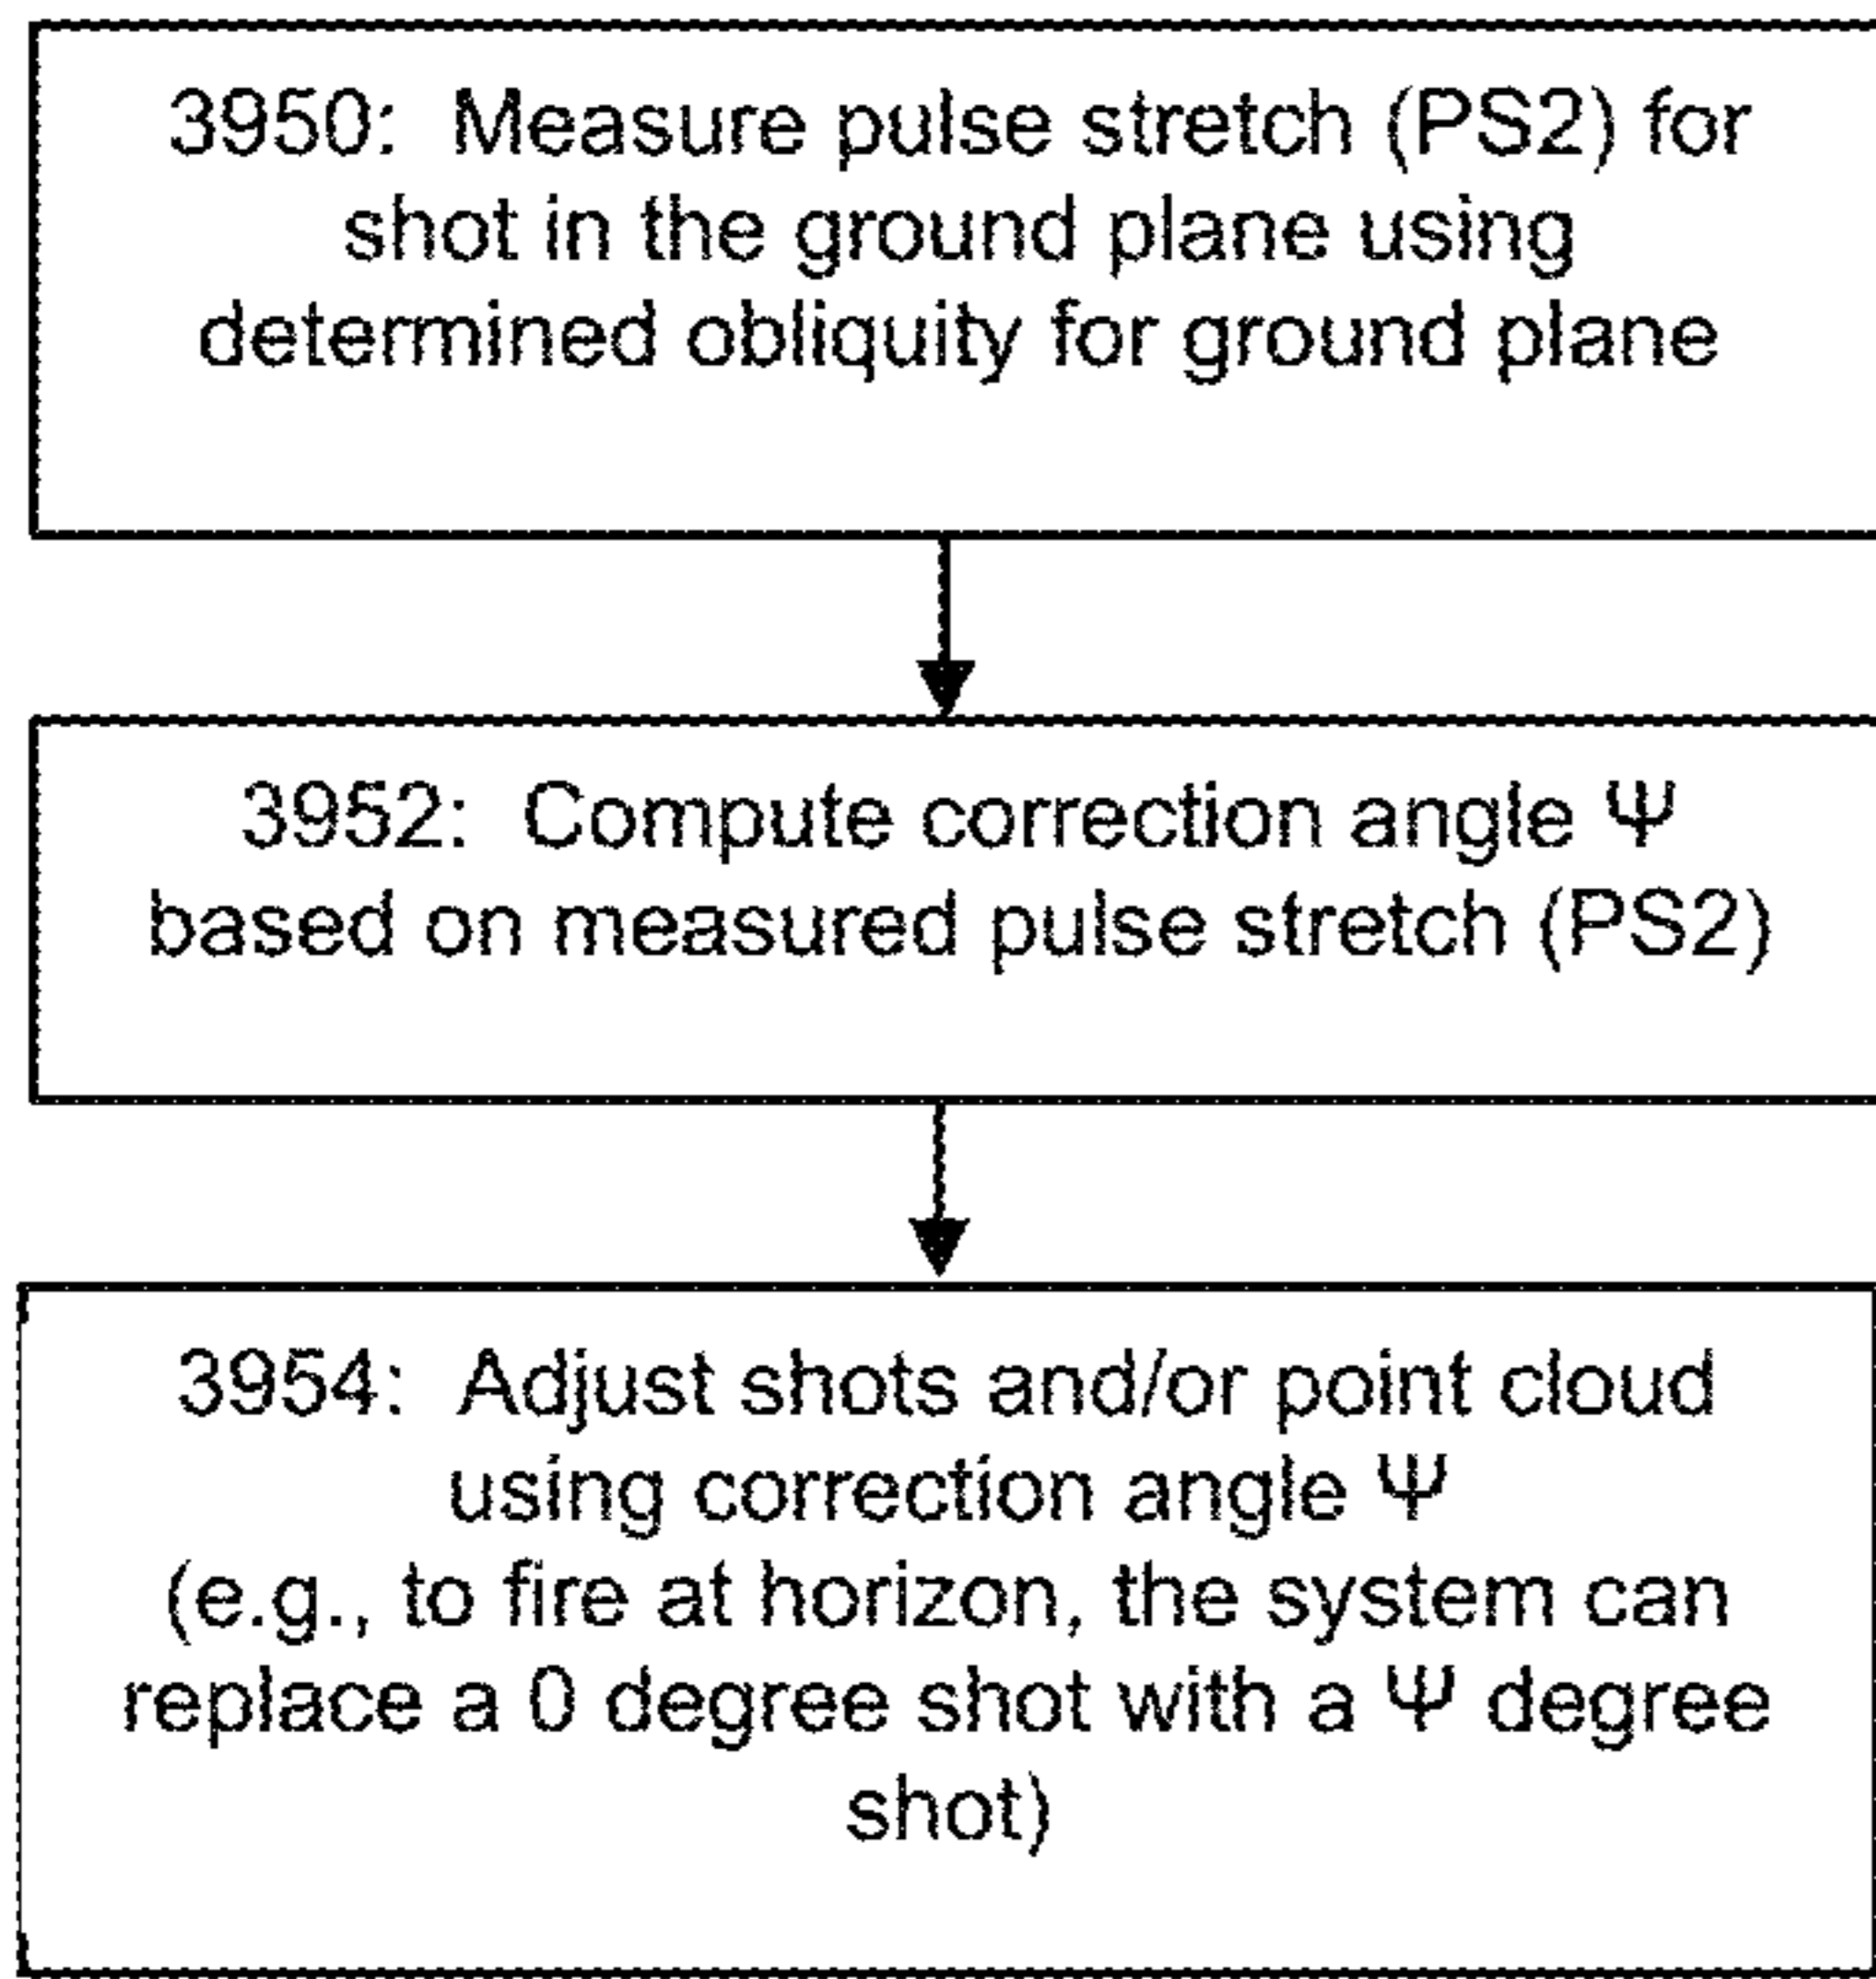 3950: Measure pulse stretch (PS2) for
shot in the ground plane using
determined obliquity for ground plane
3952: Compute correction angle Ψ
based on measured pulse stretch (PS2)
3954: Adjust shots and/or point cloud
using correction angle Ψ
(e.g., to fire at horizon, the system can
replace a 0 degree shot with a Ψ degree
shot)